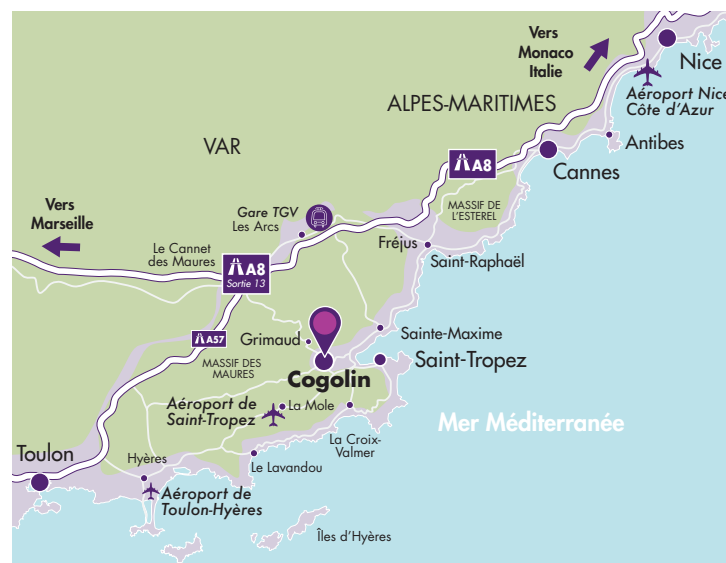 Vers
Monaco
Italie
Nice
Aéroport Nice
Côte d'Azur
ALPES-MARITIMES
Antibes
VAR
A8
Cannes
Vers
Marseille
Gare TGV
Les Arcs
MASSIF DE
L'ESTEREL
Le Cannet
des Maures
Fréjus
Saint-Raphaël
A8
Sortie 13
A57
Grimaud
Sainte-Maxime
MASSIF DES
MAURES
Cogolin
Saint-Tropez
Aéroport de
Saint-Tropez
La Mole
Mer Méditerranée
La Croix-
Valmer
Toulon
Hyères
Le Lavandou
Aéroport de
Toulon-Hyères
Îles d'Hyères